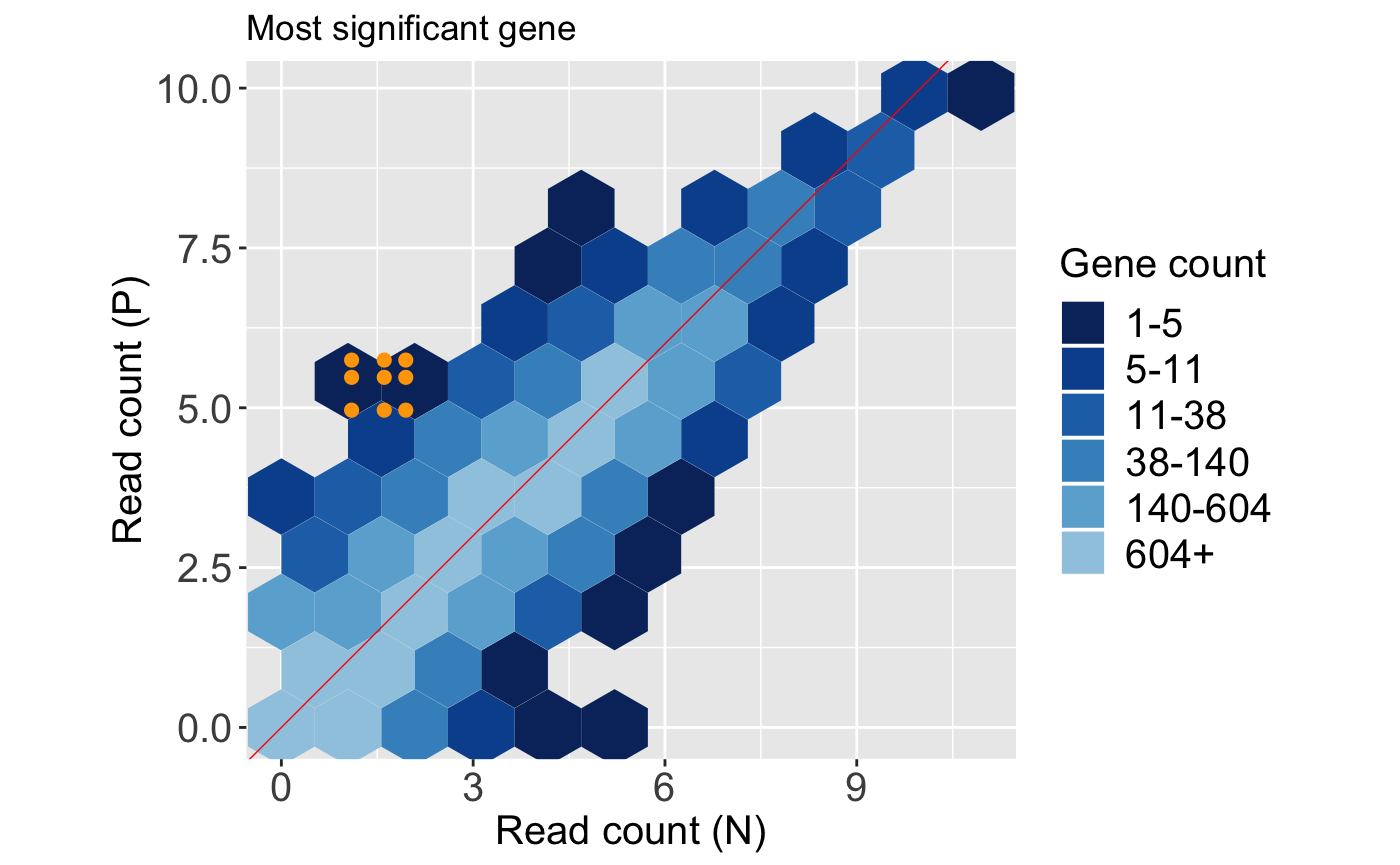 Most significant gene
10.0
7.5
5.0
2.5
0.0
Read count (P)
0 3 6 9
Read count (N)
Gene count
1-5
5-11
11-38
38-140
140-604
604+